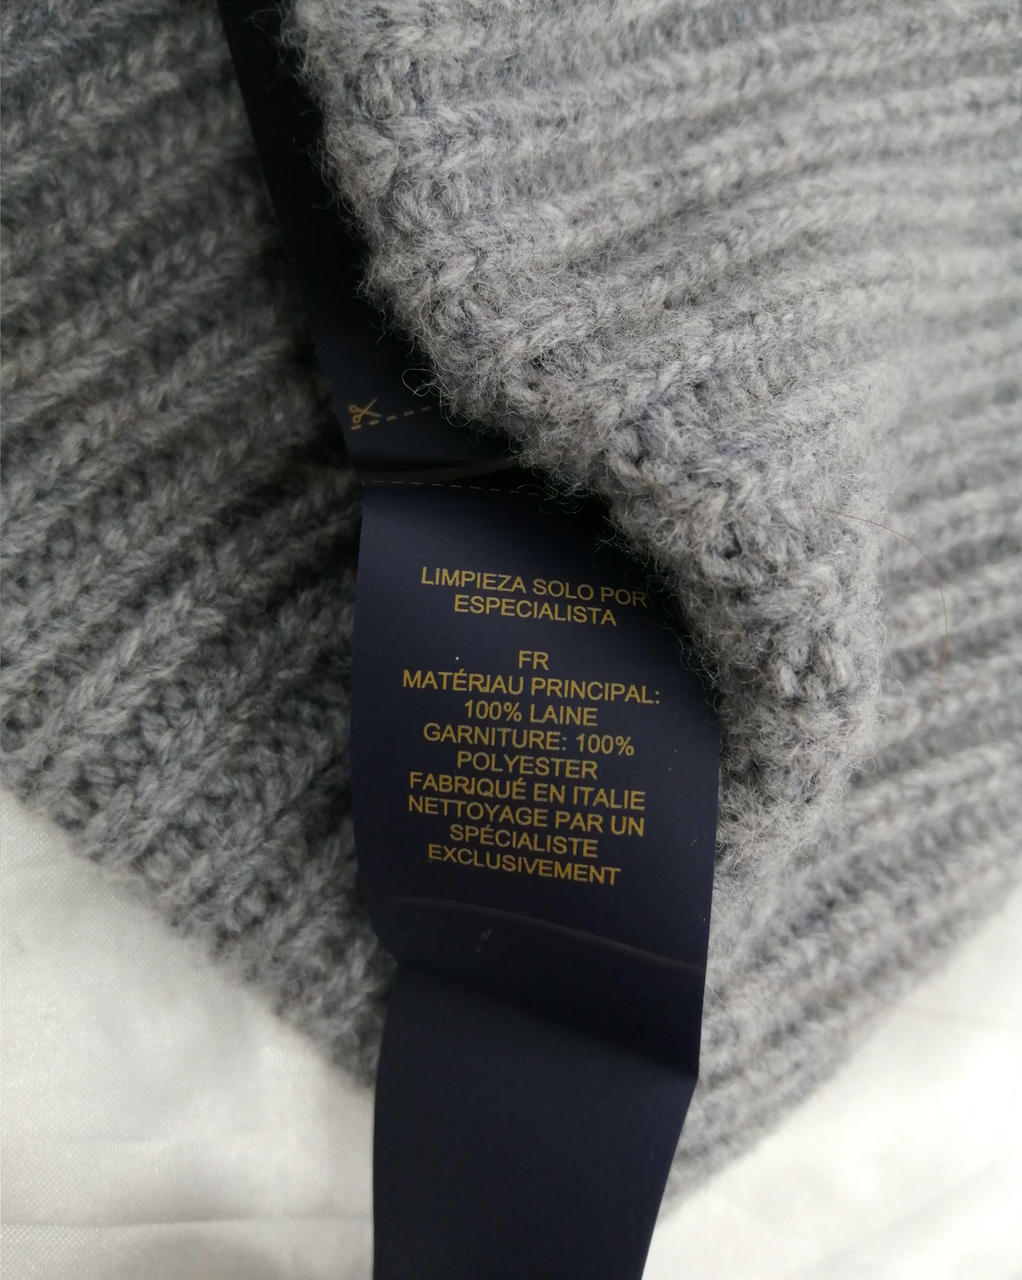 LIMPIEZA SOLO POR
ESPECIALISTA
FR
MATÉRIAU PRINCIPAL:
100% LAINE
GARNITURE: 100%
POLYESTER
FABRIQUÉ EN ITALIE
NETTOYAGE PAR UN
SPÉCIALISTE
EXCLUSIVEMENT